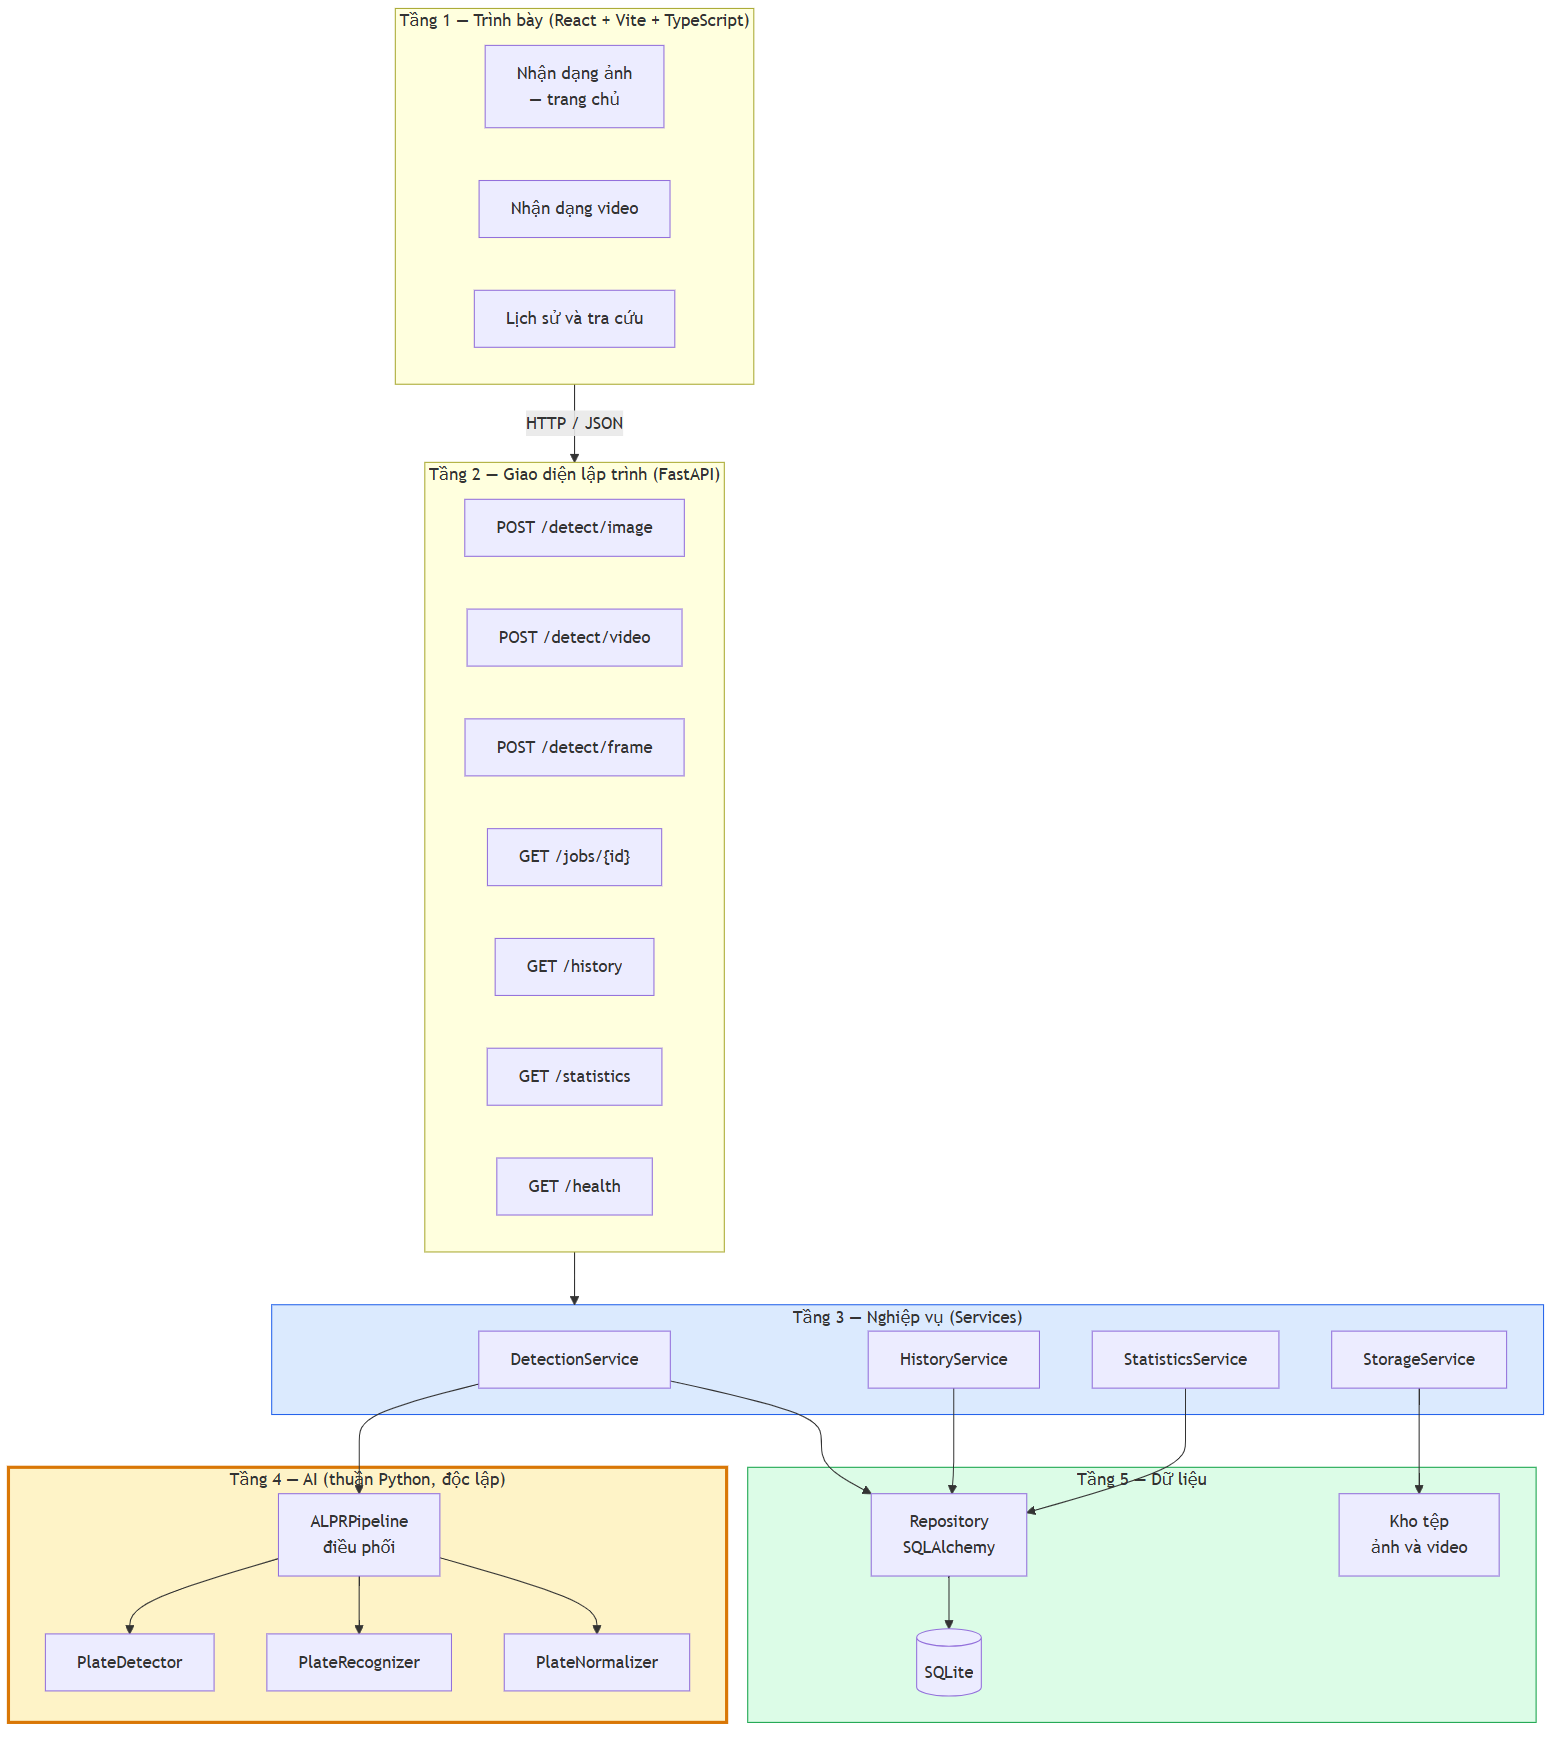 Tầng 1 — Trình bày (React + Vite + TypeScript)
Nhận dạng ảnh
— trang chủ
Nhận dạng video
Lịch sử và tra cứu
HTTP / JSON
Tầng 2 — Giao diện lập trình (FastAPI)
POST /detect/image
POST /detect/video
POST /detect/frame
GET /jobs/{id}
GET /history
GET /statistics
GET /health
Tầng 3 — Nghiệp vụ (Services)
DetectionService
HistoryService
StatisticsService
StorageService
Tầng 4 — AI (thuần Python, độc lập)
ALPRPipeline
điều phối
PlateDetector
PlateRecognizer
PlateNormalizer
Tầng 5 — Dữ liệu
Repository
SQLAlchemy
Kho tệp
ảnh và video
SQLite